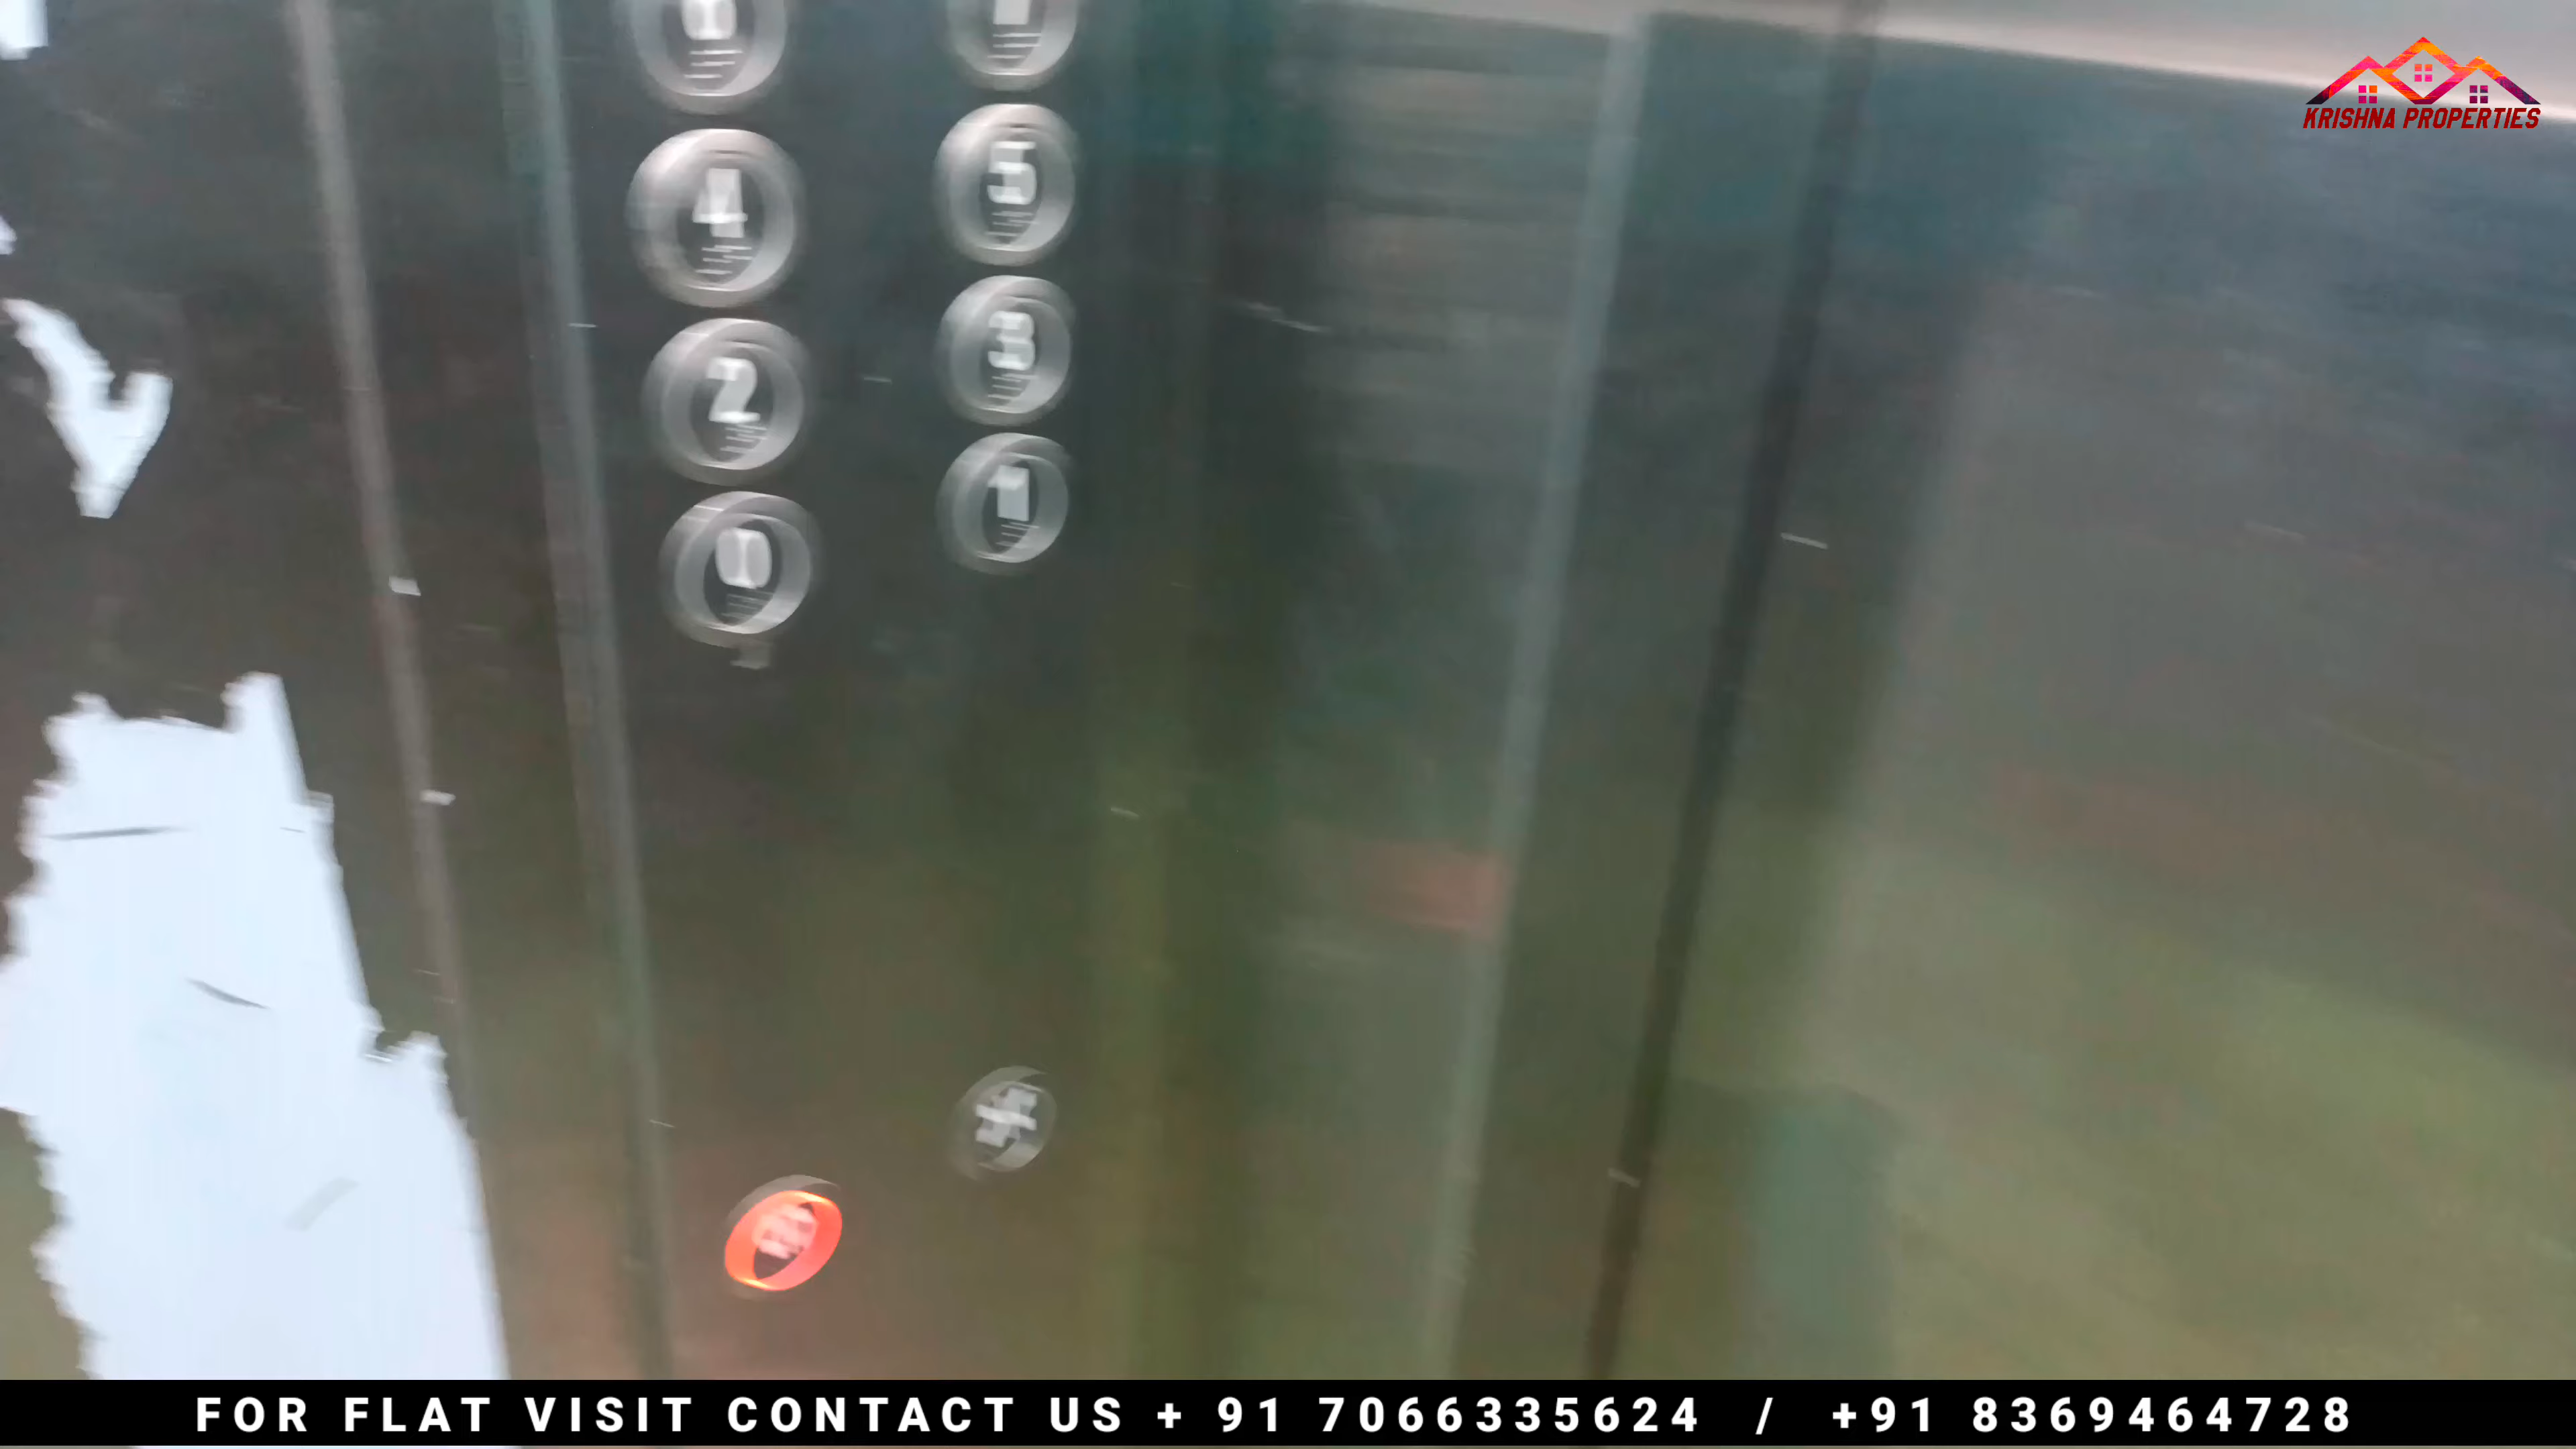 KRISHNA PROPERTIES
4 5
2 3
0 1
FOR FLAT VISIT CONTACT US + 91 7066335624 / +91 8369464728